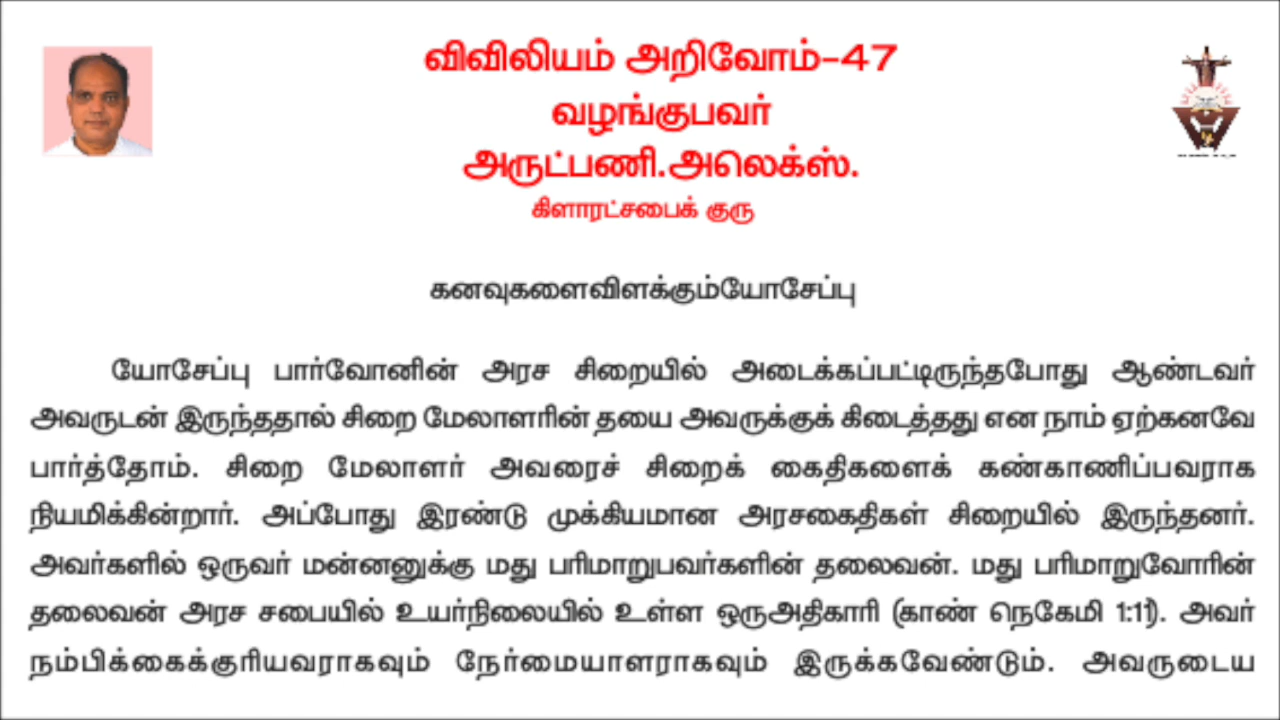 விவிலியம் அறிவோம்-47
வழங்குபவர்
அருட்பணி.அலெக்ஸ்.
கிளாரட்சபைக் குரு
கனவுகளைவிளக்கும்யோசேப்பு
யோசேப்பு பார்வோனின் அரச சிறையில் அடைக்கப்பட்டிருந்தபோது ஆண்டவர்
அவருடன் இருந்ததால் சிறை மேலாளரின் தயை அவருக்குக் கிடைத்தது என நாம் ஏற்கனவே
பார்த்தோம். சிறை மேலாளர் அவரைச் சிறைக் கைதிகளைக் கண்காணிப்பவராக
நியமிக்கின்றார். அப்போது இரண்டு முக்கியமான அரசகைதிகள் சிறையில் இருந்தனர்.
அவர்களில் ஒருவர் மன்னனுக்கு மது பரிமாறுபவர்களின் தலைவன். மது பரிமாறுவோரின்
தலைவன் அரச சபையில் உயர்நிலையில் உள்ள ஒருஅதிகாரி (காண் நெகேமி 1:11). அவர்
நம்பிக்கைக்குரியவராகவும் நேர்மையாளராகவும் இருக்கவேண்டும். அவருடைய